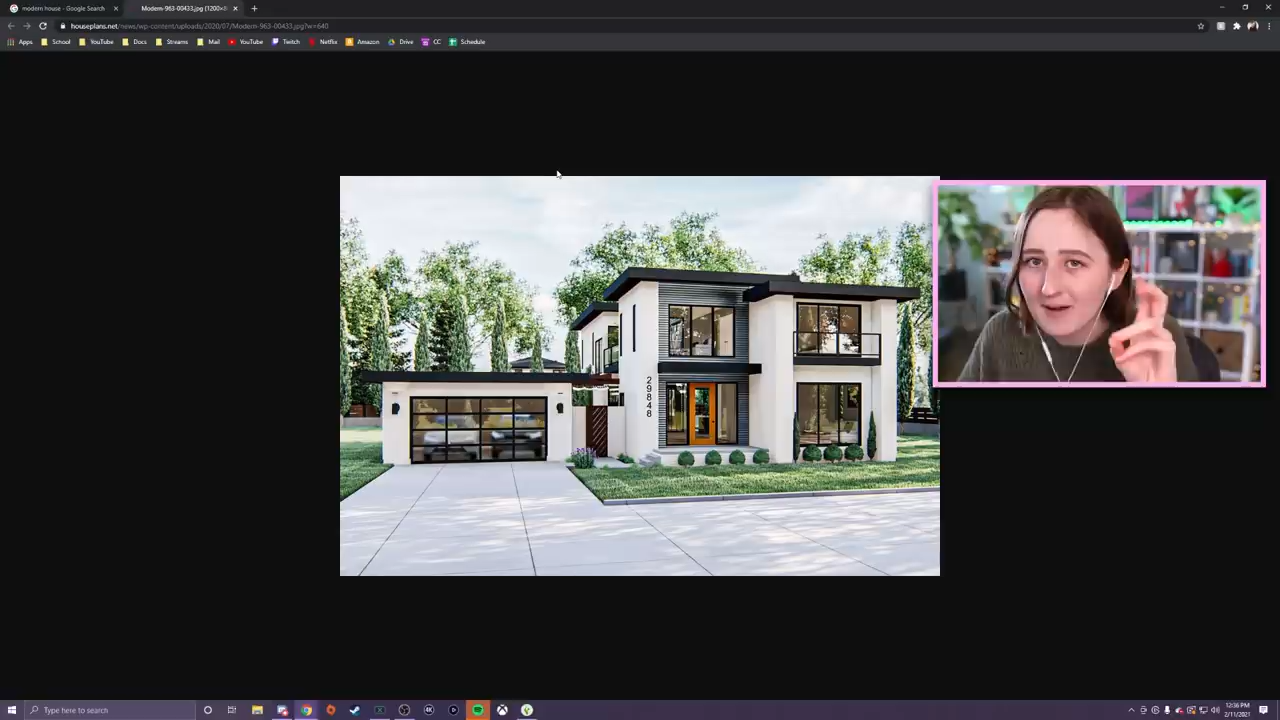 modern house - Google Search
Modern-963-00433.jpg (1200×8
houseplans.net/news/wp-content/uploads/2020/07/Modern-963-00433.jpg?w=640
Apps School YouTube Docs Streams Mail YouTube Twitch Netflix Amazon Drive CC Schedule
29848
Type here to search
12:36 PM
2/11/2021